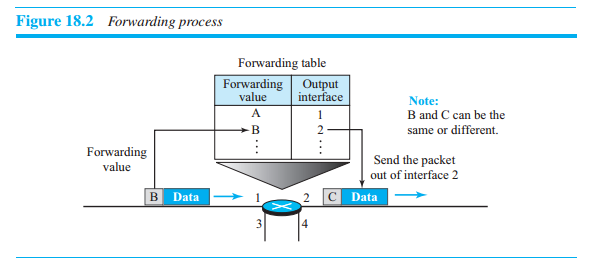 Figure 18.2 Forwarding process
Forwarding table
Forwarding value
Output interface
A 1
B 2
⋮ ⋮
Note:
B and C can be the
same or different.
Forwarding
value
Send the packet
out of interface 2
B Data
1
2
C Data
3
4